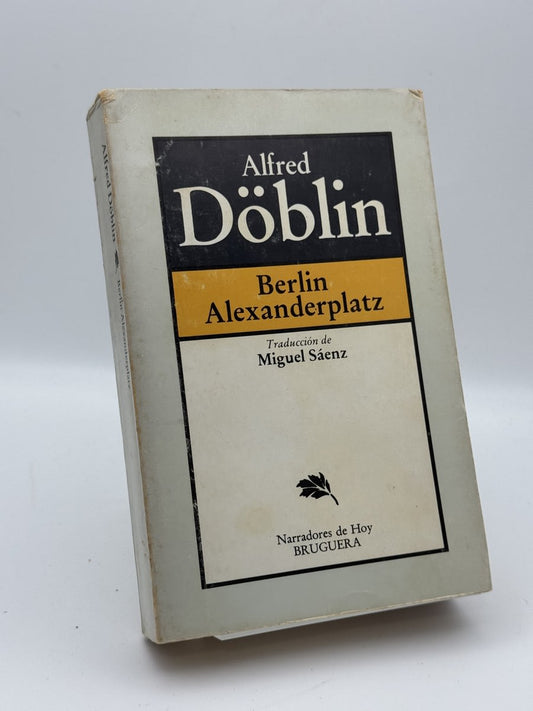 Alfred
Döblin
Berlin
Alexanderplatz
Traducción de
Miguel Sáenz
Narradores de Hoy
BRUGUERA
Alfred Döblin
Berlin Alexanderplatz